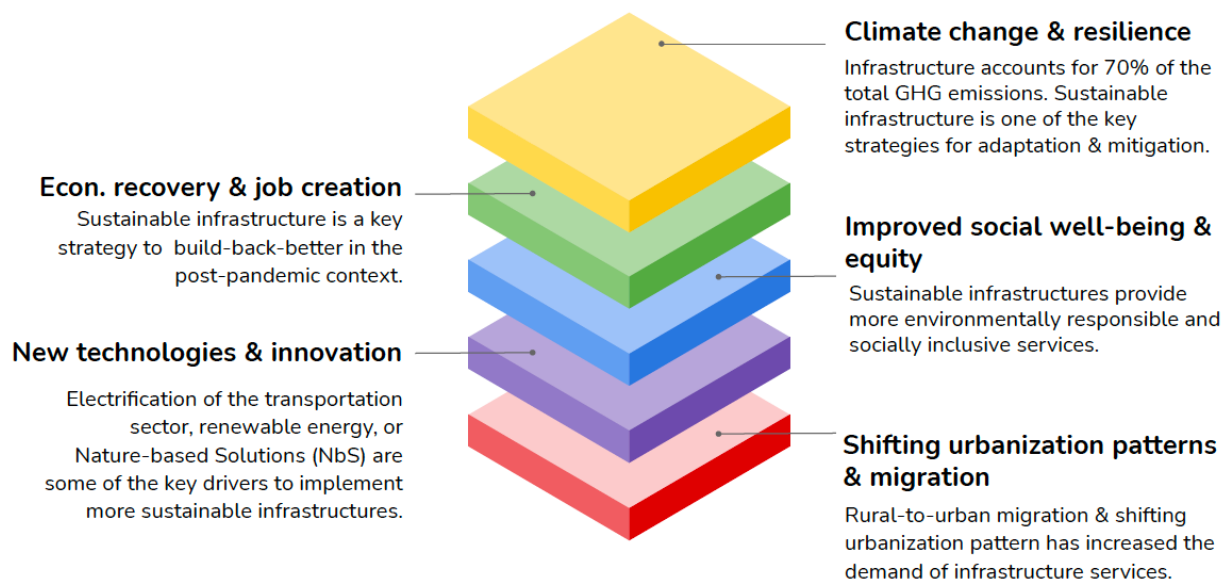 Climate change & resilience
Infrastructure accounts for 70% of the
total GHG emissions. Sustainable
infrastructure is one of the key
strategies for adaptation & mitigation.
Econ. recovery & job creation
Sustainable infrastructure is a key
strategy to  build-back-better in the
post-pandemic context.
Improved social well-being &
equity
Sustainable infrastructures provide
more environmentally responsible and
socially inclusive services.
New technologies & innovation
Electrification of the transportation
sector, renewable energy, or
Nature-based Solutions (NbS) are
some of the key drivers to implement
more sustainable infrastructures.
Shifting urbanization patterns
& migration
Rural-to-urban migration & shifting
urbanization pattern has increased the
demand of infrastructure services.